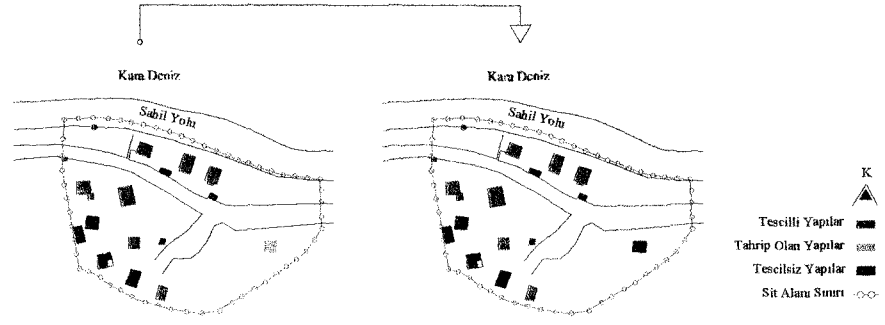 Kara Deniz
Sahil Yolu
Kara Deniz
Sahil Yolu
K
Tescilli Yapılar
Tahrip Olan Yapılar
Tescilsiz Yapılar
Sit Alanı Sınırı